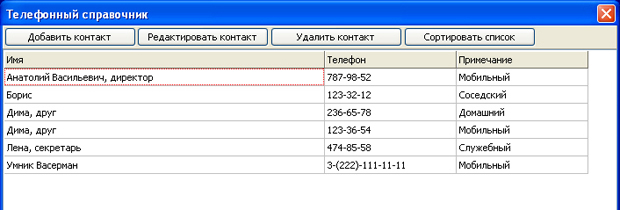 Телефонный справочник
Добавить контакт Редактировать контакт Удалить контакт Сортировать список
Имя Телефон Примечание
Анатолий Васильевич, директор 787-98-52 Мобильный
Борис 123-32-12 Соседский
Дима, друг 236-65-78 Домашний
Дима, друг 123-36-54 Мобильный
Лена, секретарь 474-85-58 Служебный
Умник Васерман 3-(222)-111-11-11 Мобильный